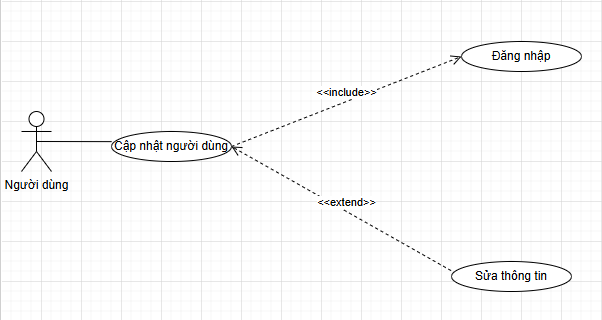 Đăng nhập
<<include>>
Cập nhật người dùng
Người dùng
<<extend>>
Sửa thông tin